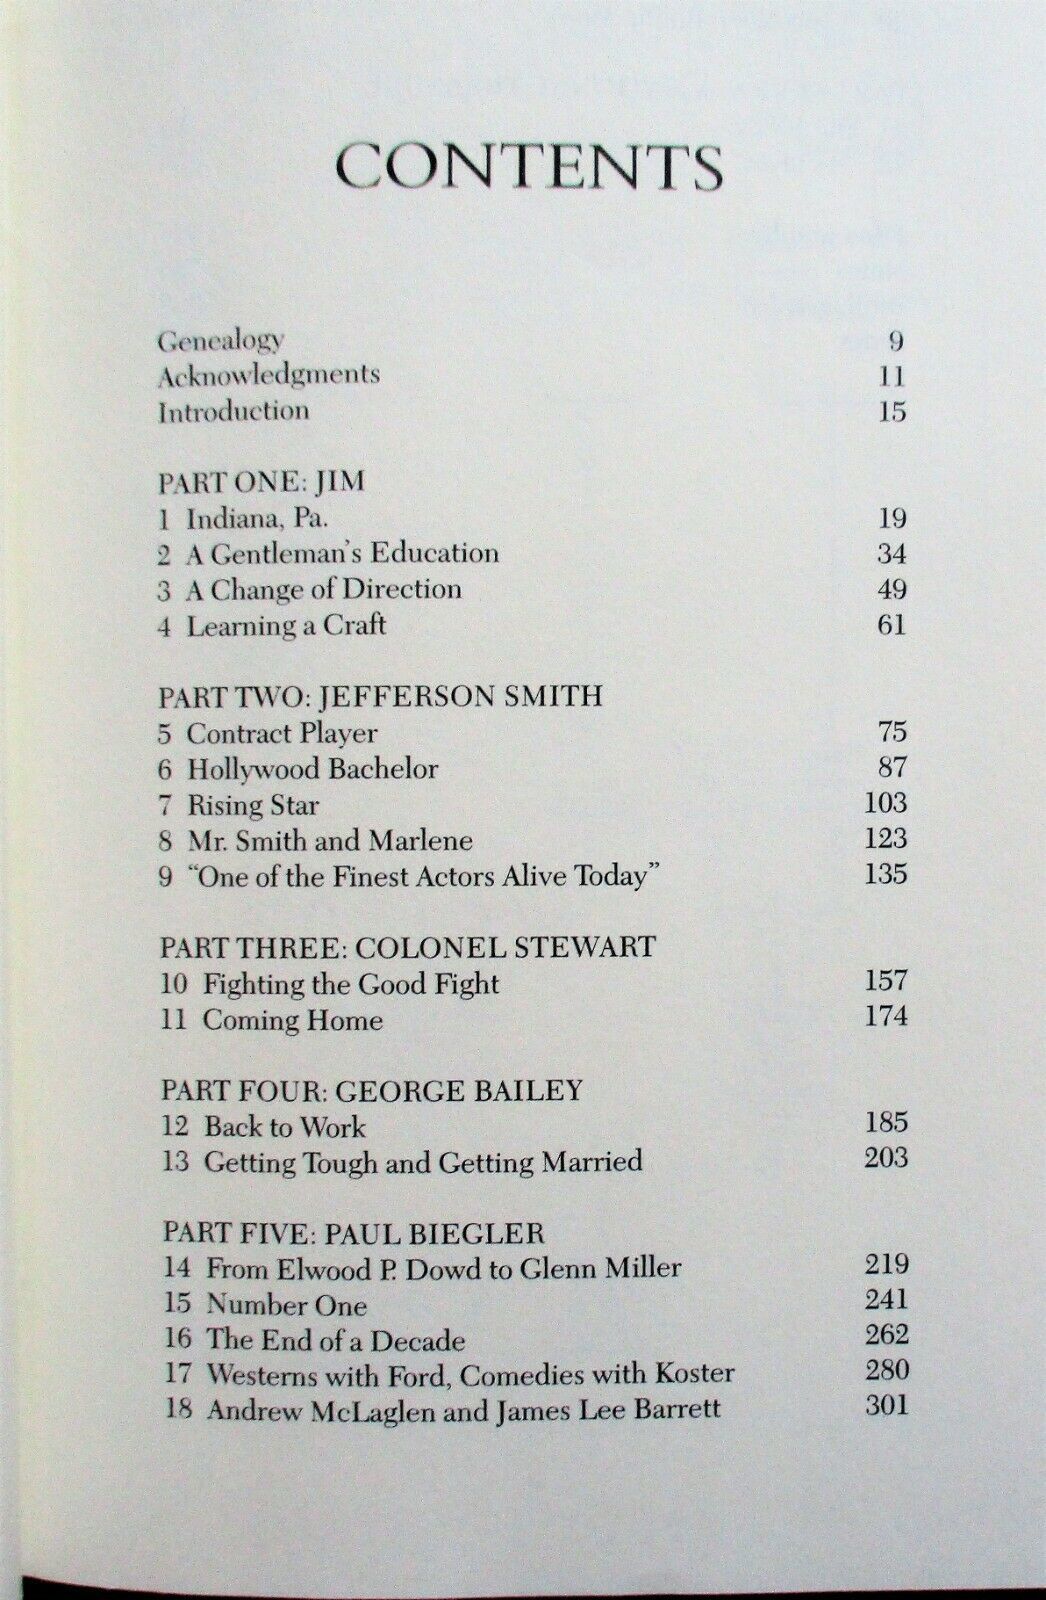 CONTENTS
Genealogy 9
Acknowledgments 11
Introduction 15
PART ONE: JIM
1 Indiana, Pa. 19
2 A Gentleman's Education 34
3 A Change of Direction 49
4 Learning a Craft 61
PART TWO: JEFFERSON SMITH
5 Contract Player 75
6 Hollywood Bachelor 87
7 Rising Star 103
8 Mr. Smith and Marlene 123
9 “One of the Finest Actors Alive Today” 135
PART THREE: COLONEL STEWART
10 Fighting the Good Fight 157
11 Coming Home 174
PART FOUR: GEORGE BAILEY
12 Back to Work 185
13 Getting Tough and Getting Married 203
PART FIVE: PAUL BIEGLER
14 From Elwood P. Dowd to Glenn Miller 219
15 Number One 241
16 The End of a Decade 262
17 Westerns with Ford, Comedies with Koster 280
18 Andrew McLaglen and James Lee Barrett 301